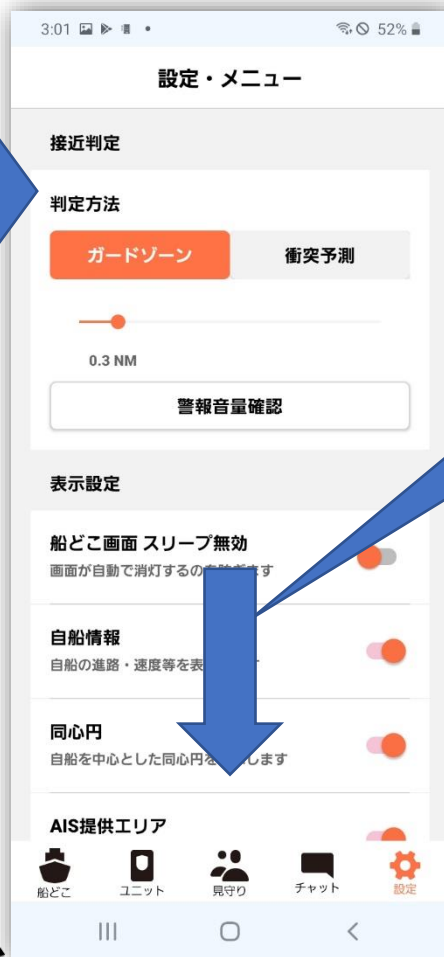 3:01 52%
設定・メニュー
接近判定
判定方法
ガードゾーン 衝突予測
0.3 NM
警報音量確認
表示設定
船どこ画面 スリープ無効
画面が自動で消灯するの
ます
自船情報
自船の進路・速度等を表
同心円
自船を中心とした同心円を
します
AIS提供エリア
船どこ ユニット 見守り チャット 設定